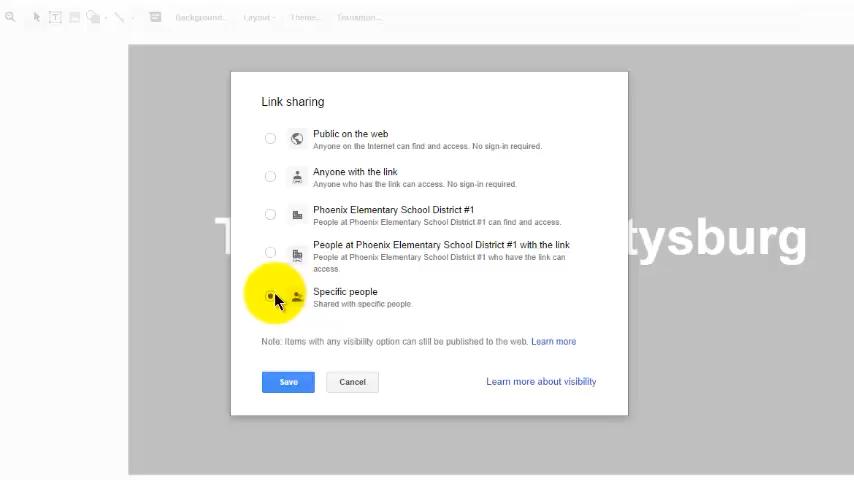 Background...
Layout
Theme...
Transition...
Link sharing
Public on the web
Anyone on the Internet can find and access. No sign-in required.
Anyone with the link
Anyone who has the link can access. No sign-in required.
Phoenix Elementary School District #1
People at Phoenix Elementary School District #1 can find and access.
People at Phoenix Elementary School District #1 with the link
People at Phoenix Elementary School District #1 who have the link can
access.
Specific people
Shared with specific people.
T
tysburg
Note: Items with any visibility option can still be published to the web. Learn more
Save
Cancel
Learn more about visibility